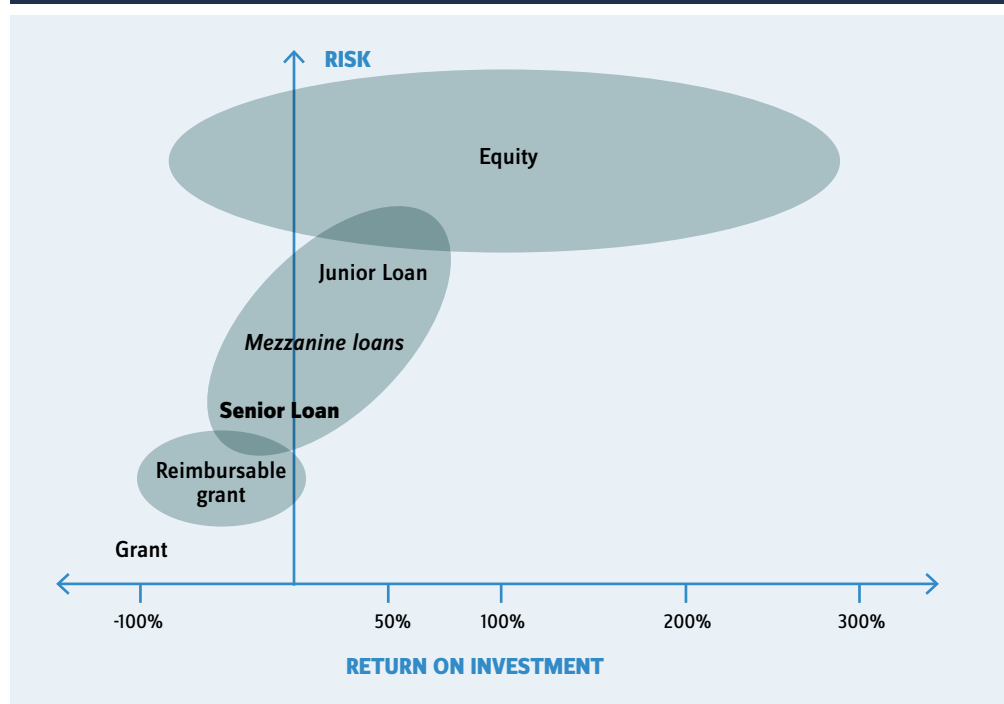 RISK
Equity
Junior Loan
Mezzanine loans
Senior Loan
Reimbursable
grant
Grant
-100%
50%
100%
200%
300%
RETURN ON INVESTMENT